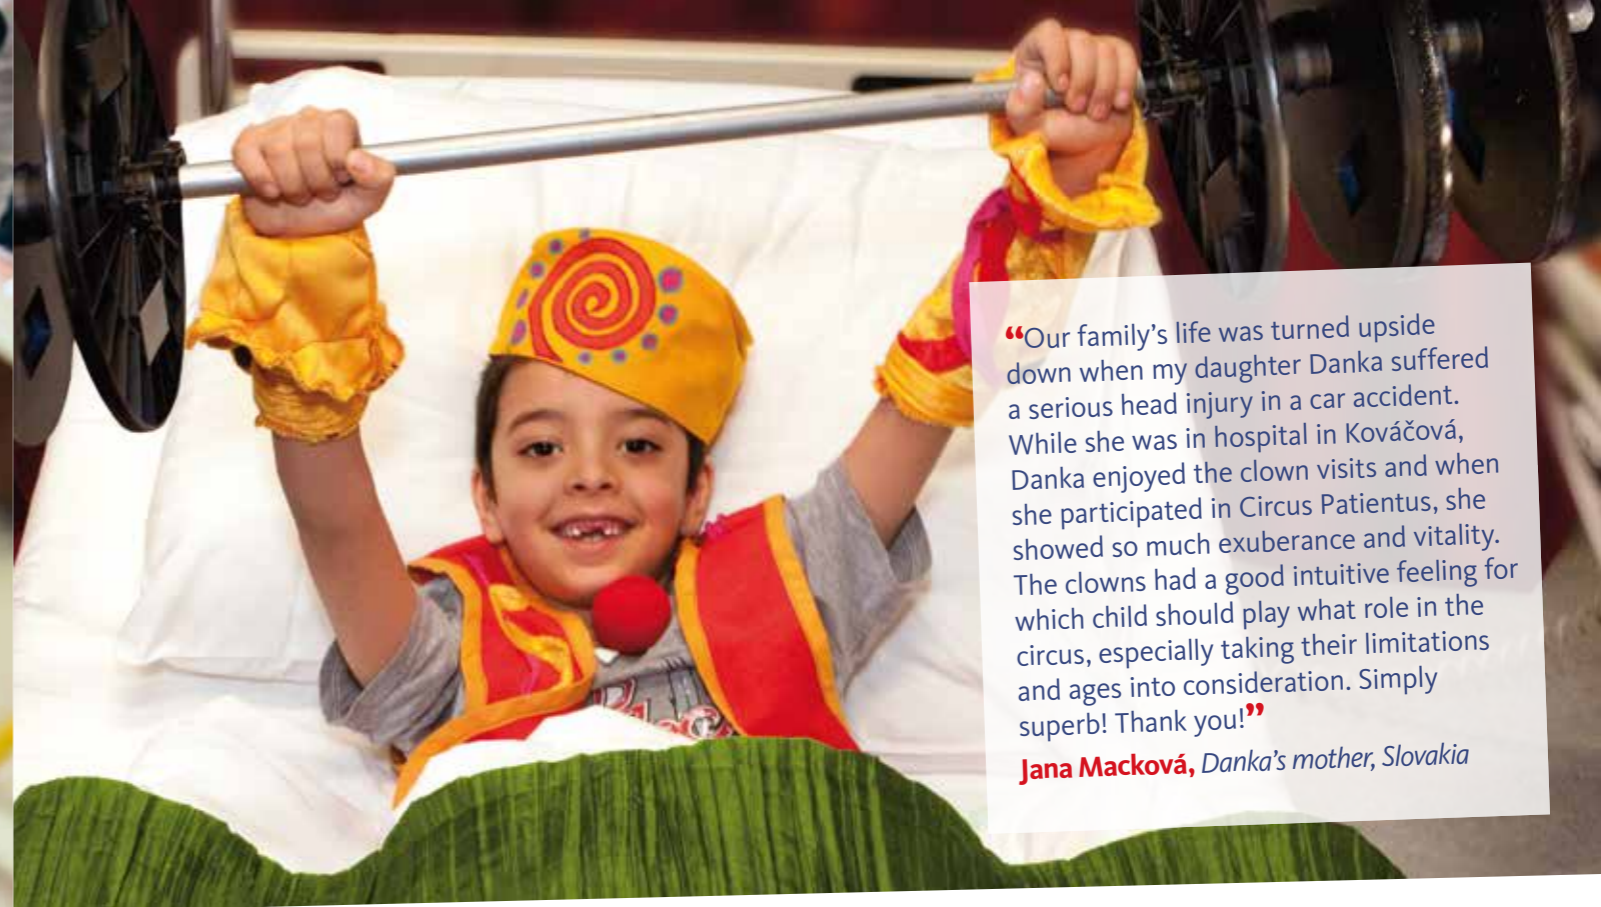 “Our family’s life was turned upside
down when my daughter Danka suffered
a serious head injury in a car accident.
While she was in hospital in Kováčová,
Danka enjoyed the clown visits and when
she participated in Circus Patientus, she
showed so much exuberance and vitality.
The clowns had a good intuitive feeling for
which child should play what role in the
circus, especially taking their limitations
and ages into consideration. Simply
superb! Thank you!”
Jana Macková, Danka’s mother, Slovakia